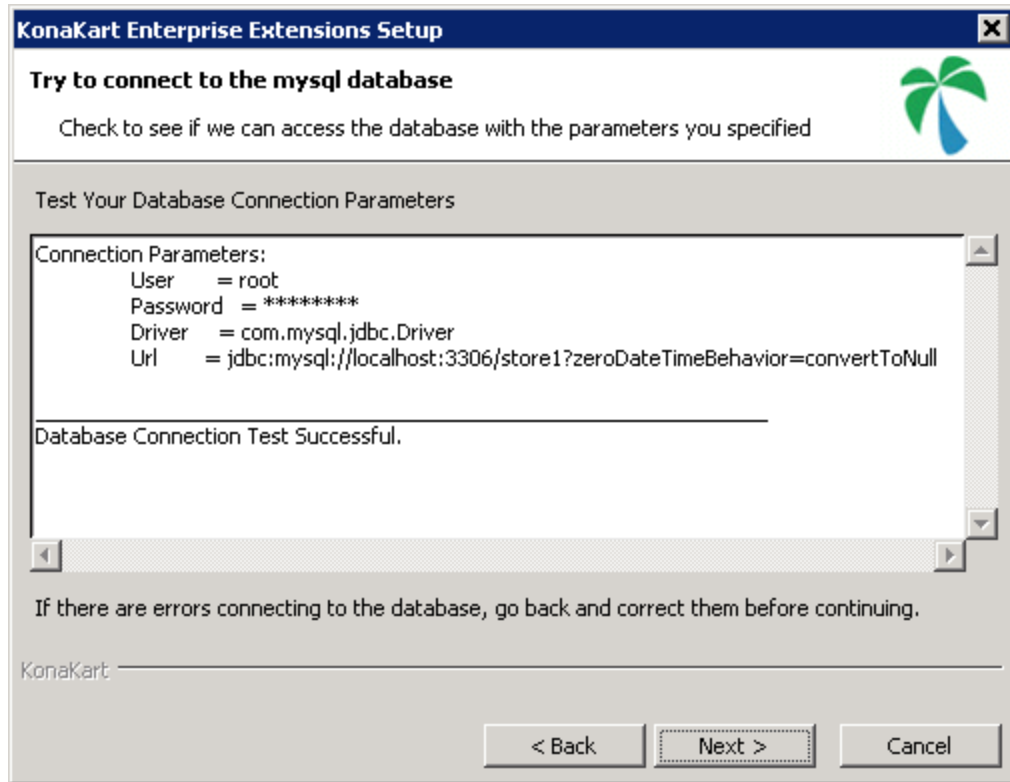 KonaKart Enterprise Extensions Setup
Try to connect to the mysql database
Check to see if we can access the database with the parameters you specified
Test Your Database Connection Parameters
Connection Parameters:
User = root
Password = ********
Driver = com.mysql.jdbc.Driver
Url = jdbc:mysql://localhost:3306/store1?zeroDateTimeBehavior=convertToNull
Database Connection Test Successful.
If there are errors connecting to the database, go back and correct them before continuing.
KonaKart
< Back Next > Cancel